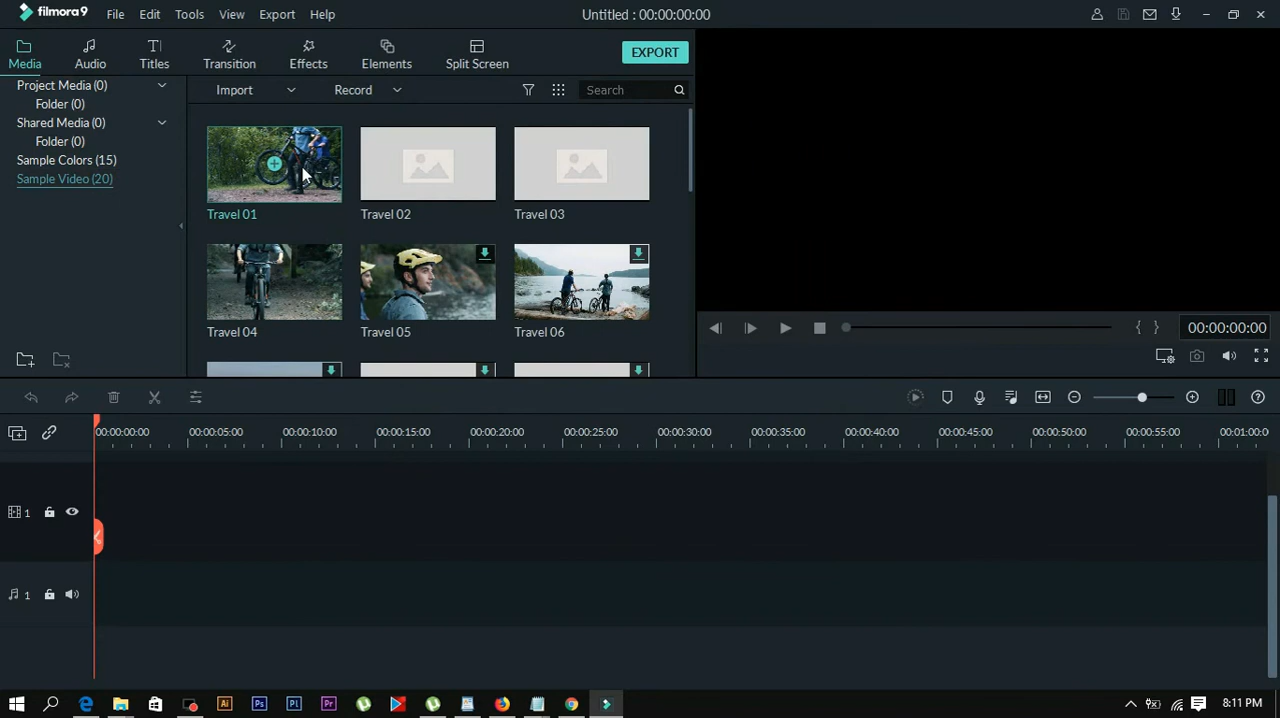 filmora9 File Edit Tools View Export Help Untitled : 00:00:00:00
Media Audio Titles Transition Effects Elements Split Screen EXPORT
Project Media (0) Import Record Search
Folder (0)
Shared Media (0)
Folder (0)
Sample Colors (15)
Sample Video (20)
Travel 01 Travel 02 Travel 03
Travel 04 Travel 05 Travel 06
00:00:00:00
00:00:00:00 00:00:05:00 00:00:10:00 00:00:15:00 00:00:20:00 00:00:25:00 00:00:30:00 00:00:35:00 00:00:40:00 00:00:45:00 00:00:50:00 00:00:55:00 00:01:00:0
1
1
Ai Ps Pl Pr 8:11 PM